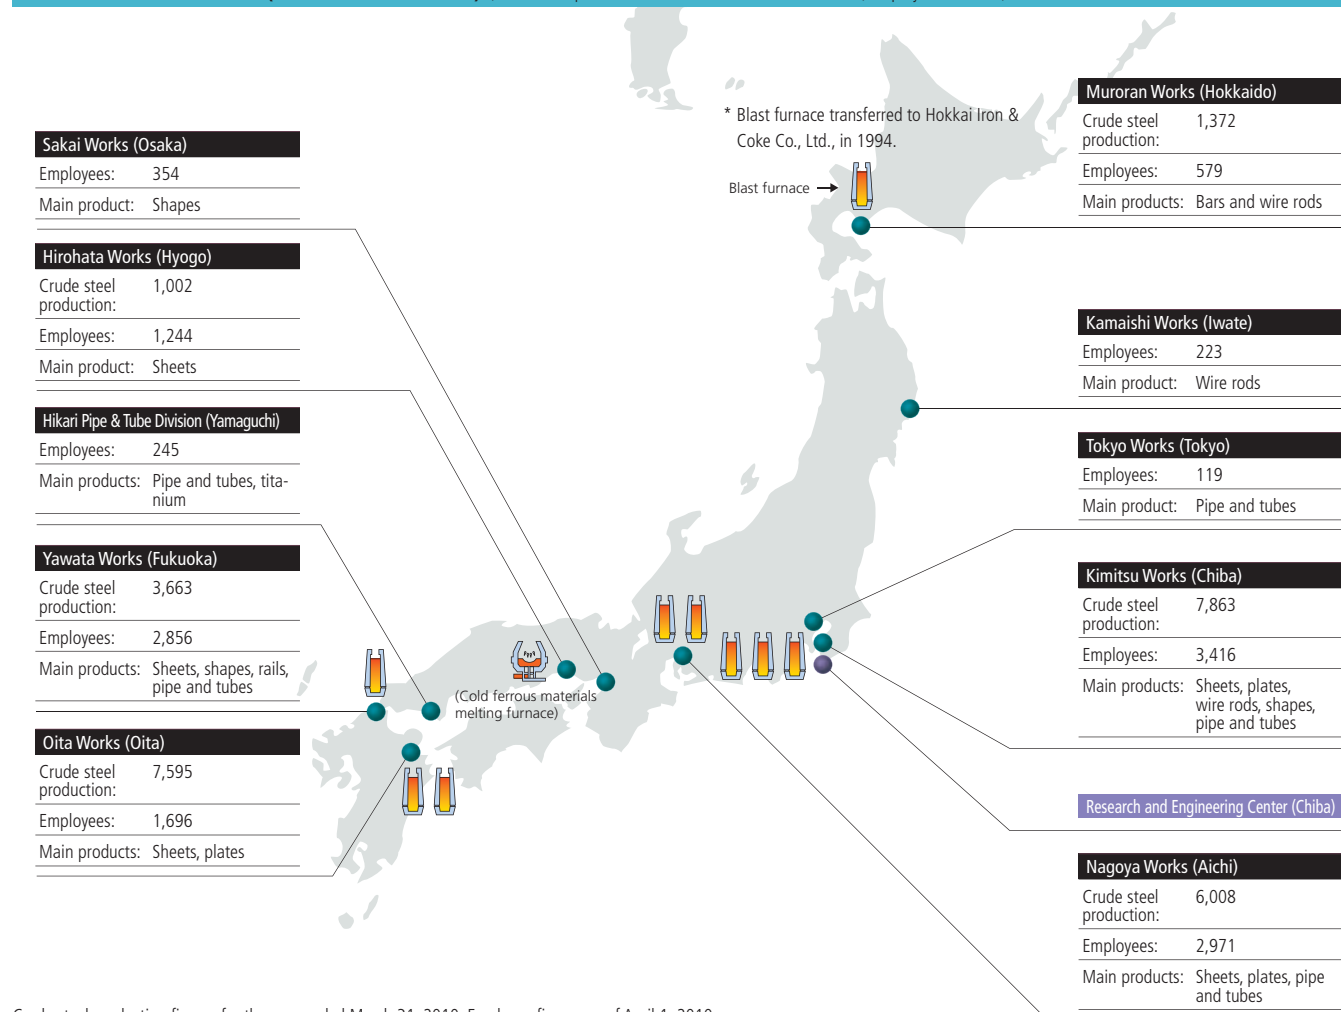 * Blast furnace transferred to Hokkai Iron &
Coke Co., Ltd., in 1994.
Blast furnace
Sakai Works (Osaka)
Employees: 354
Main product: Shapes
Hirohata Works (Hyogo)
Crude steel 1,002
production:
Employees: 1,244
Main product: Sheets
Hikari Pipe & Tube Division (Yamaguchi)
Employees: 245
Main products: Pipe and tubes, tita-
nium
Yawata Works (Fukuoka)
Crude steel 3,663
production:
Employees: 2,856
Main products: Sheets, shapes, rails,
pipe and tubes
Oita Works (Oita)
Crude steel 7,595
production:
Employees: 1,696
Main products: Sheets, plates
(Cold ferrous materials
melting furnace)
Muroran Works (Hokkaido)
Crude steel 1,372
production:
Employees: 579
Main products: Bars and wire rods
Kamaishi Works (Iwate)
Employees: 223
Main product: Wire rods
Tokyo Works (Tokyo)
Employees: 119
Main product: Pipe and tubes
Kimitsu Works (Chiba)
Crude steel 7,863
production:
Employees: 3,416
Main products: Sheets, plates,
wire rods, shapes,
pipe and tubes
Research and Engineering Center (Chiba)
Nagoya Works (Aichi)
Crude steel 6,008
production:
Employees: 2,971
Main products: Sheets, plates, pipe
and tubes